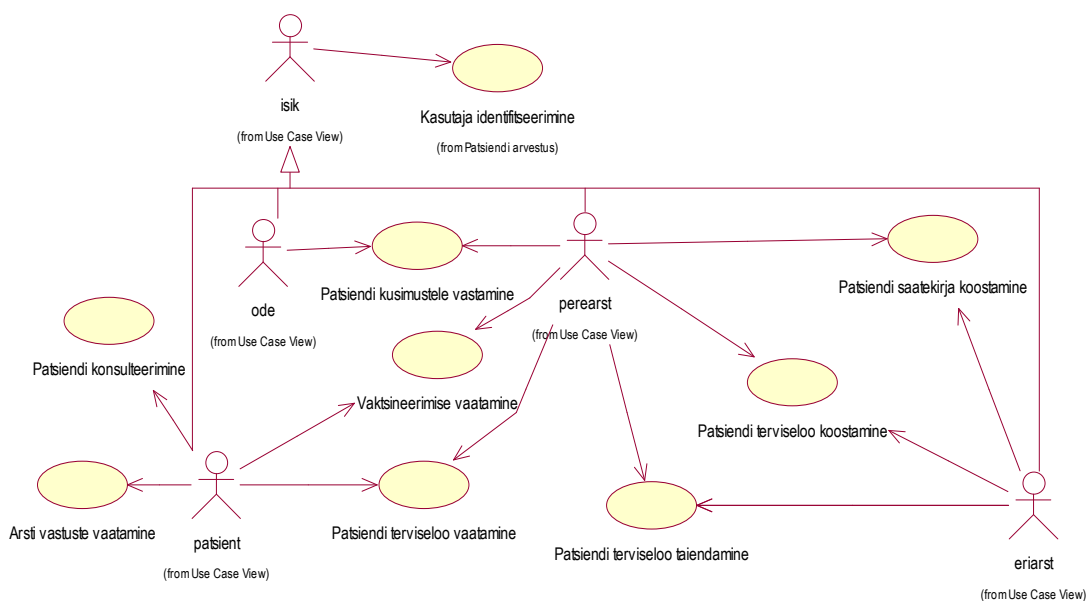 isik
(from Use Case View)
Kasutaja identifitseerimine
(from Patsiendi arvestus)
ode
(from Use Case View)
Patsiendi kusimustele vastamine
perearst
(from Use Case View)
Patsiendi saatekirja koostamine
Patsiendi konsulteerimine
Vaktsineerimise vaatamine
Patsiendi terviseloo koostamine
Arsti vastuste vaatamine
patsient
(from Use Case View)
Patsiendi terviseloo vaatamine
Patsiendi terviseloo taiendamine
eriarst
(from Use Case View)